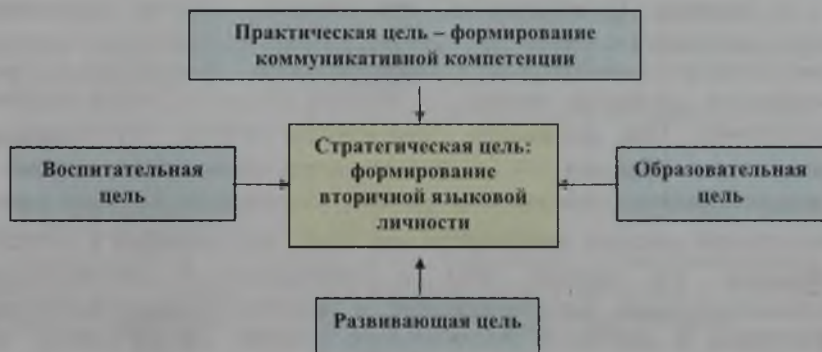 Практическая цель – формирование
коммуникативной компетенции
Стратегическая цель:
формирование
вторичной языковой
личности
Воспитательная
цель
Образовательная
цель
Развивающая цель